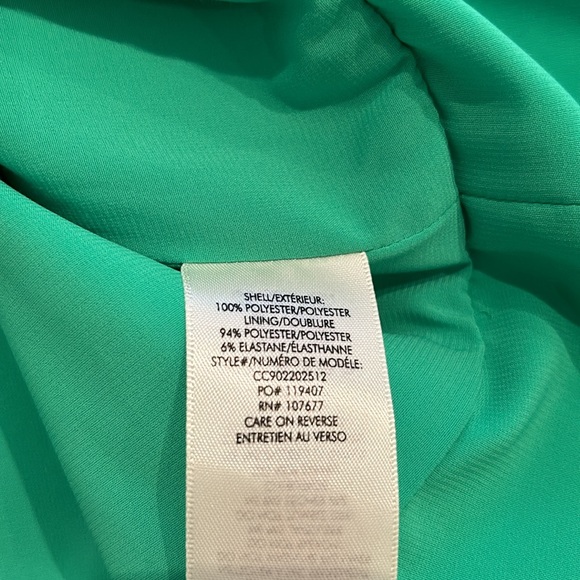 SHELL/EXTÉRIEUR:
100% POLYESTER/POLYESTER
LINING/DOUBLURE
94% POLYESTER/POLYESTER
6% ELASTANE/ÉLASTHANNE
STYLE#/NUMÉRO DE MODÈLE:
CC902202512
PO# 119407
RN# 107677
CARE ON REVERSE
ENTRETIEN AU VERSO